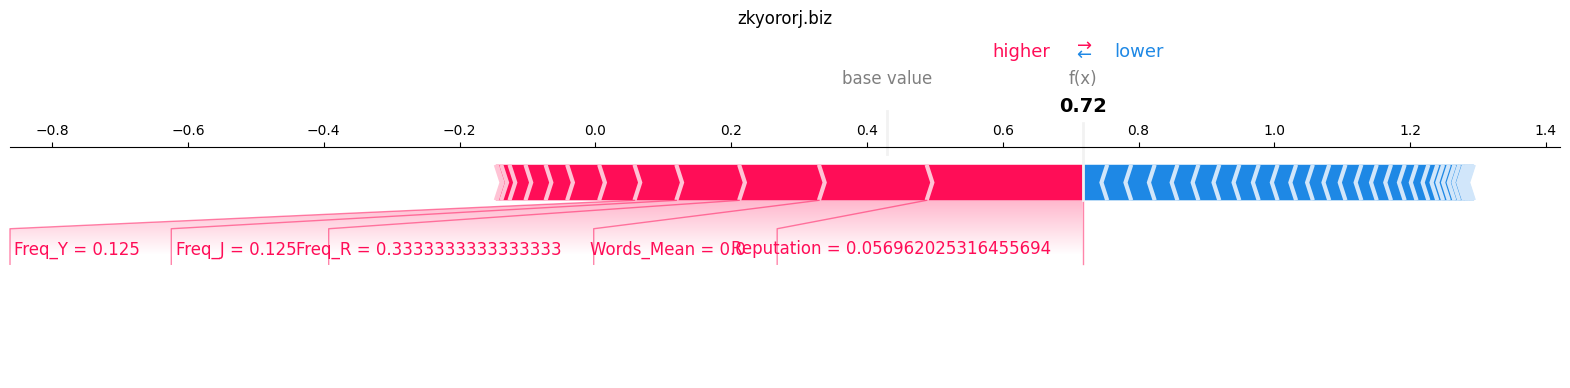 zkyororj.biz
higher → ← lower
base value f(x)
0.72
−0.8 −0.6 −0.4 −0.2 0.0 0.2 0.4 0.6 0.8 1.0 1.2 1.4
Freq_Y = 0.125 Freq_J = 0.125 Freq_R = 0.3333333333333333 Words_Mean = 0.0 Reputation = 0.056962025316455694